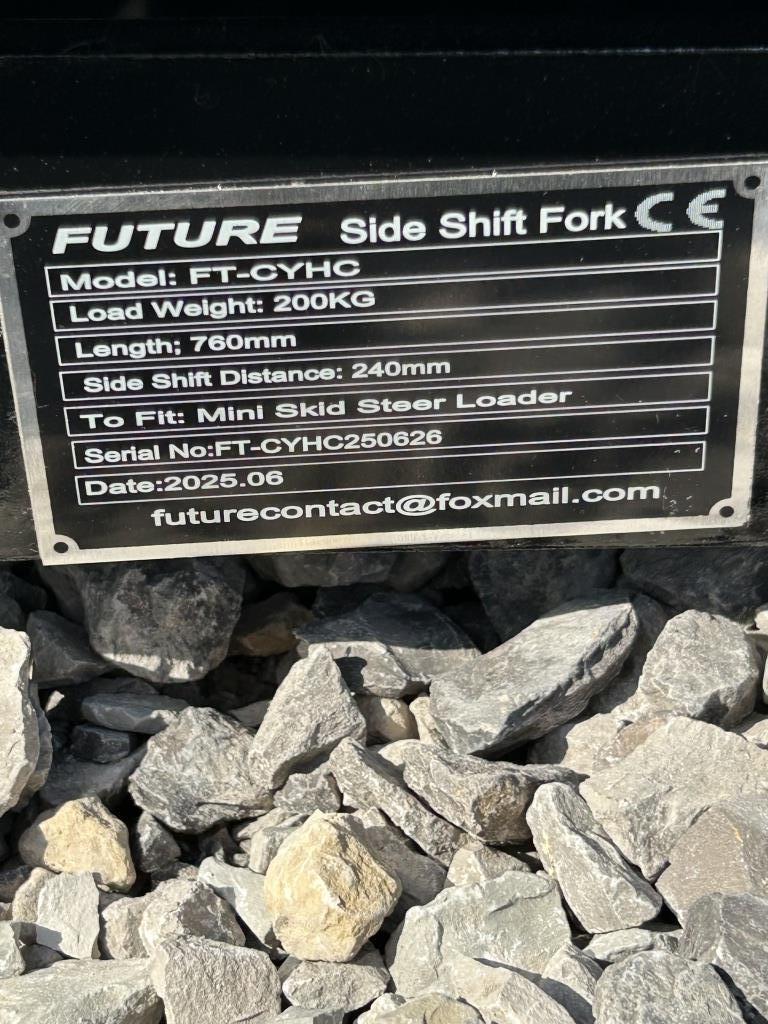 FUTURE Side Shift Fork CE
Model: FT-CYHC
Load Weight: 200KG
Length; 760mm
Side Shift Distance: 240mm
To Fit: Mini Skid Steer Loader
Serial No:FT-CYHC250626
Date:2025.06
futurecontact@foxmail.com